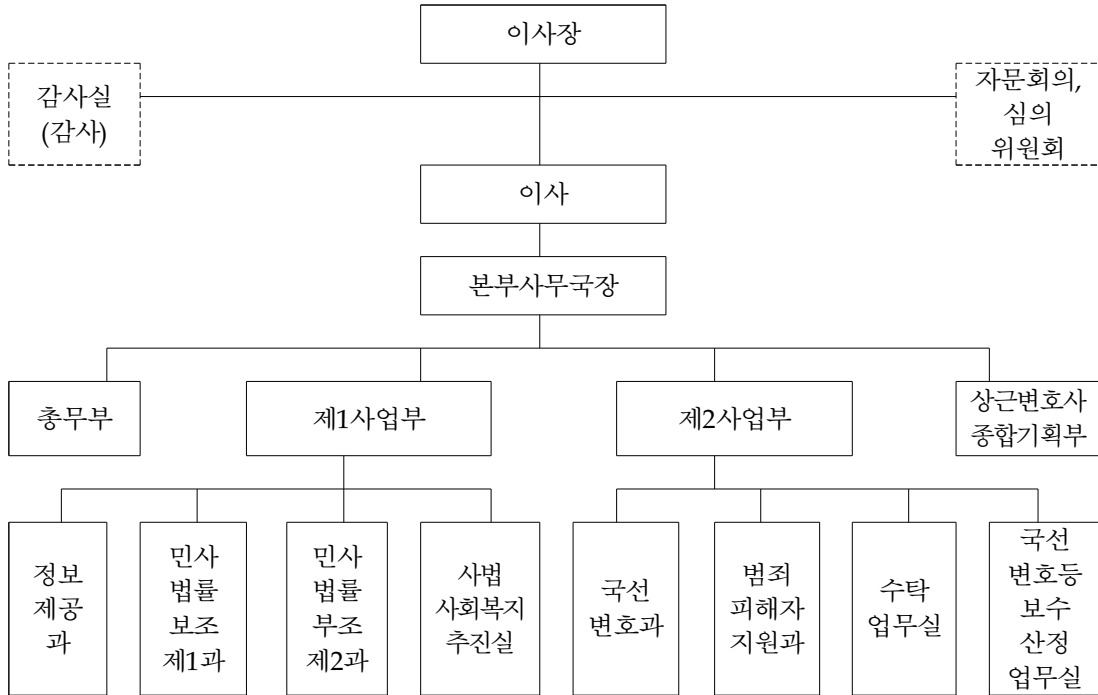 이사장
감사실
(감사)
자문회의,
심의
위원회
이사
본부사무국장
총무부
제1사업부
제2사업부
상근변호사
종합기획부
정보
제공
과
민사
법률
보조
제1과
민사
법률
부조
제2과
사법
사회복지
추진실
국선
변호과
범죄
피해자
지원과
수탁
업무실
국선
변호등
보수
산정
업무실